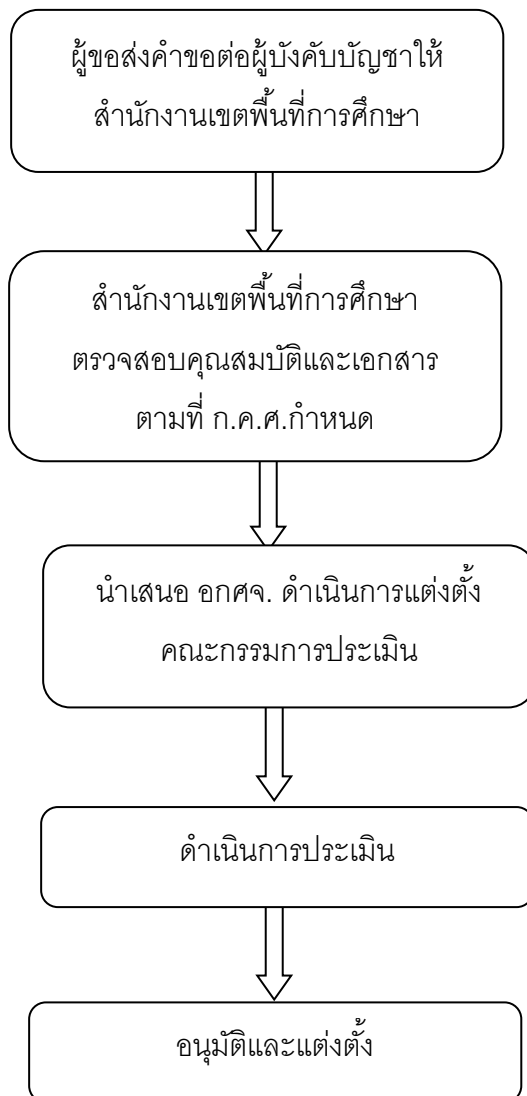 ผู้ขอส่งคำขอต่อผู้บังคับบัญชาให้
สำนักงานเขตพื้นที่การศึกษา
สำนักงานเขตพื้นที่การศึกษา
ตรวจสอบคุณสมบัติและเอกสาร
ตามที่ ก.ค.ศ.กำหนด
นำเสนอ อกศจ. ดำเนินการแต่งตั้ง
คณะกรรมการประเมิน
ดำเนินการประเมิน
อนุมัติและแต่งตั้ง